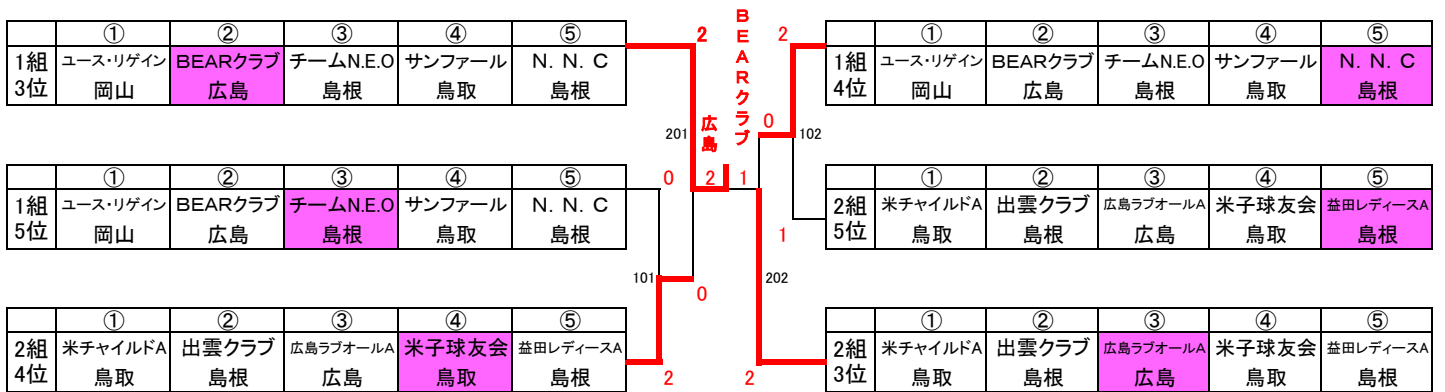 ① ② ③ ④ ⑤
1組 ユース・リゲイン BEARクラブ チームN.E.O サンファール N. N. C
3位 岡山 広島 島根 鳥取 島根
① ② ③ ④ ⑤
1組 ユース・リゲイン BEARクラブ チームN.E.O サンファール N. N. C
5位 岡山 広島 島根 鳥取 島根
① ② ③ ④ ⑤
2組 米チャイルドA 出雲クラブ 広島ラブオールA 米子球友会 益田レディースA
4位 鳥取 島根 広島 鳥取 島根
2
201
0
101
0
2
BEARクラブ
広島
2 1
2
0
102
1
202
2
① ② ③ ④ ⑤
1組 ユース・リゲイン BEARクラブ チームN.E.O サンファール N. N. C
4位 岡山 広島 島根 鳥取 島根
① ② ③ ④ ⑤
2組 米チャイルドA 出雲クラブ 広島ラブオールA 米子球友会 益田レディースA
5位 鳥取 島根 広島 鳥取 島根
① ② ③ ④ ⑤
2組 米チャイルドA 出雲クラブ 広島ラブオールA 米子球友会 益田レディースA
3位 鳥取 島根 広島 鳥取 島根